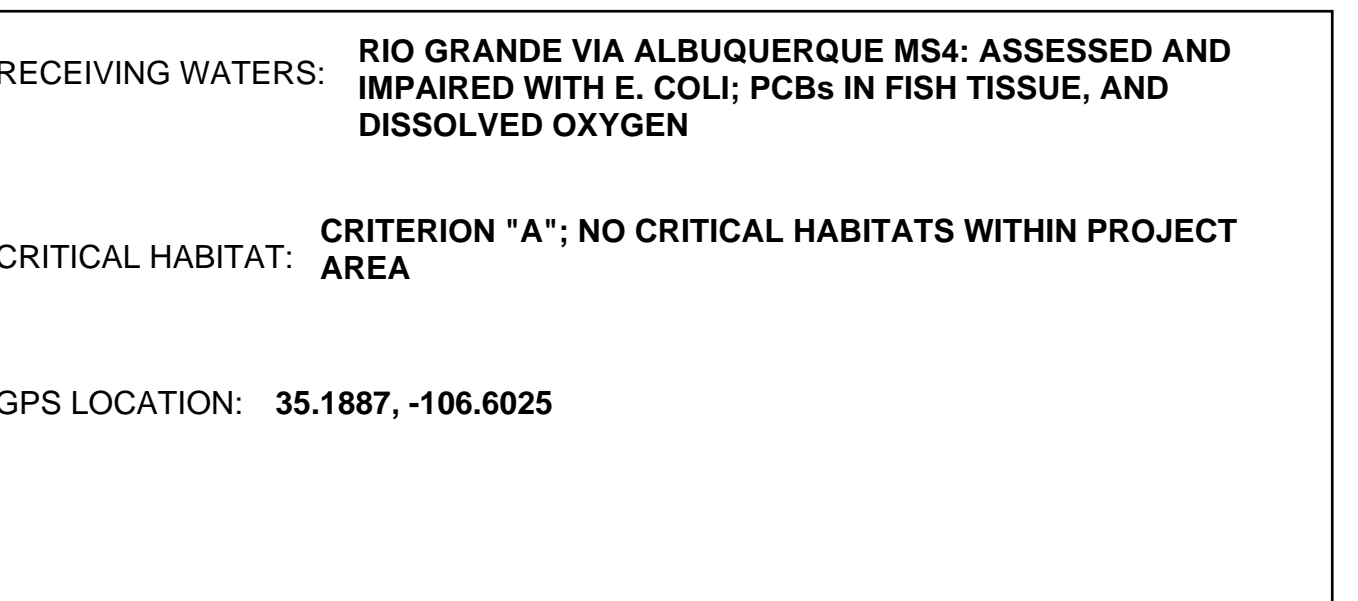 RECEIVING WATERS: RIO GRANDE VIA ALBUQUERQUE MS4: ASSESSED AND
IMPAIRED WITH E. COLI; PCBs IN FISH TISSUE, AND
DISSOLVED OXYGEN
CRITICAL HABITAT: CRITERION "A"; NO CRITICAL HABITATS WITHIN PROJECT
AREA
GPS LOCATION: 35.1887, -106.6025